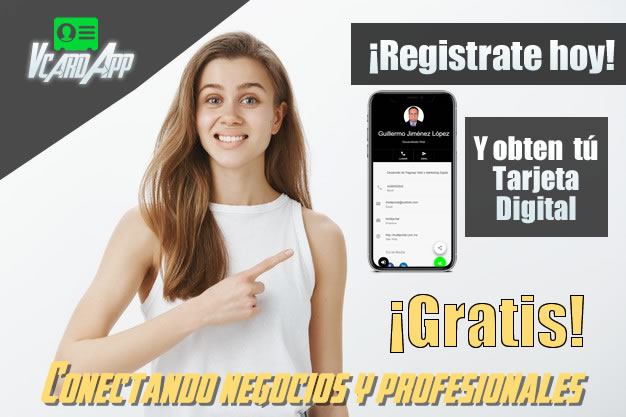 VcardApp
¡Registrate hoy!
Guillermo Jiménez López
Y obten tú
Tarjeta
Digital
¡Gratis!
Conectando negocios y profesionales